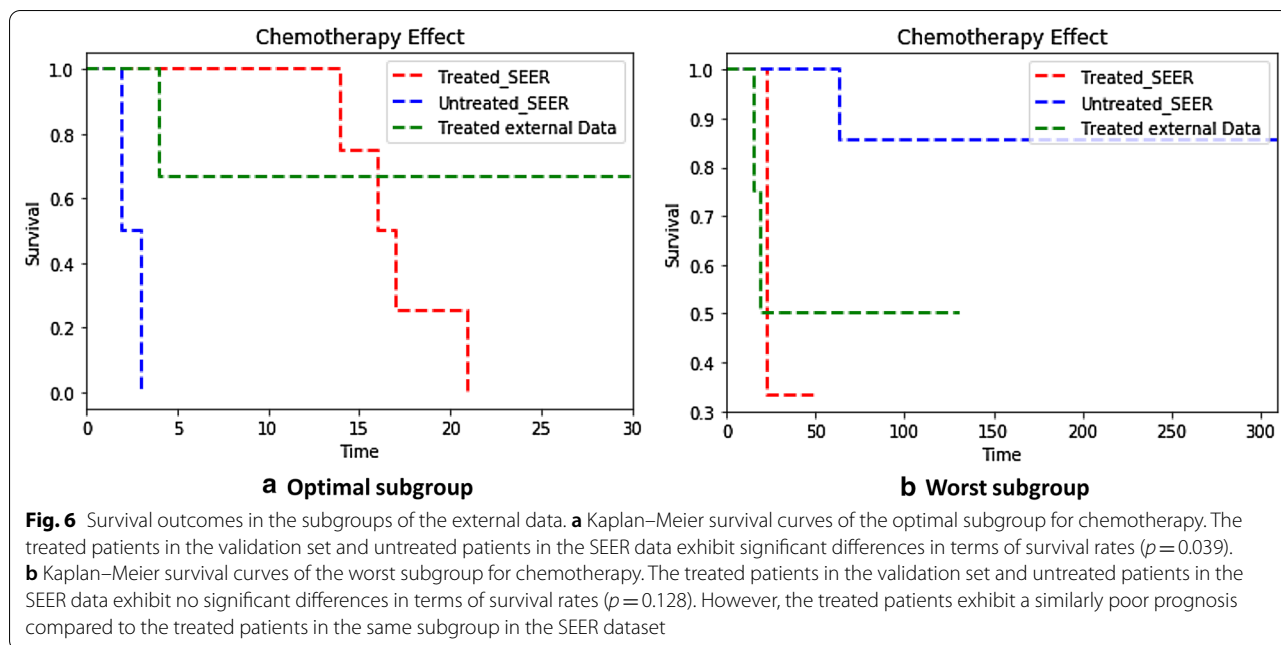 Chemotherapy Effect
1.0
0.8
0.6
0.4
0.2
0.0
Survival
Treated_SEER
Untreated_SEER
Treated external Data
0 5 10 15 20 25 30
Time
a Optimal subgroup
Chemotherapy Effect
1.0
0.9
0.8
0.7
0.6
0.5
0.4
0.3
Survival
Treated_SEER
Untreated_SEER
Treated external Data
0 50 100 150 200 250 300
Time
b Worst subgroup
Fig. 6 Survival outcomes in the subgroups of the external data. a Kaplan–Meier survival curves of the optimal subgroup for chemotherapy. The
treated patients in the validation set and untreated patients in the SEER data exhibit significant differences in terms of survival rates (p = 0.039).
b Kaplan–Meier survival curves of the worst subgroup for chemotherapy. The treated patients in the validation set and untreated patients in the
SEER data exhibit no significant differences in terms of survival rates (p = 0.128). However, the treated patients exhibit a similarly poor prognosis
compared to the treated patients in the same subgroup in the SEER dataset